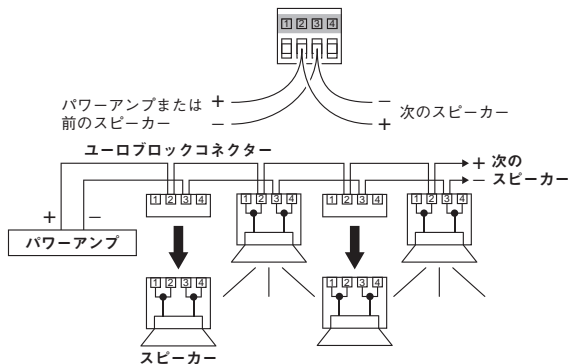 1 2 3 4
パワーアンプまたは + − 次のスピーカー
前のスピーカー − +
ユーロブロックコネクター
+ 次の
− スピーカー
+ −
1 2 3 4
1 2 3 4
1 2 3 4
1 2 3 4
パワーアンプ
1 2 3 4
1 2 3 4
スピーカー